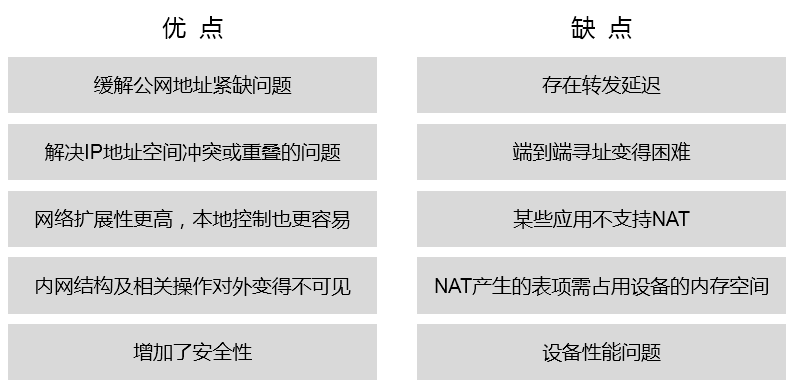 优 点
缺 点
缓解公网地址紧缺问题
存在转发延迟
解决IP地址空间冲突或重叠的问题
端到端寻址变得困难
网络扩展性更高，本地控制也更容易
某些应用不支持NAT
内网结构及相关操作对外变得不可见
NAT产生的表项需占用设备的内存空间
增加了安全性
设备性能问题